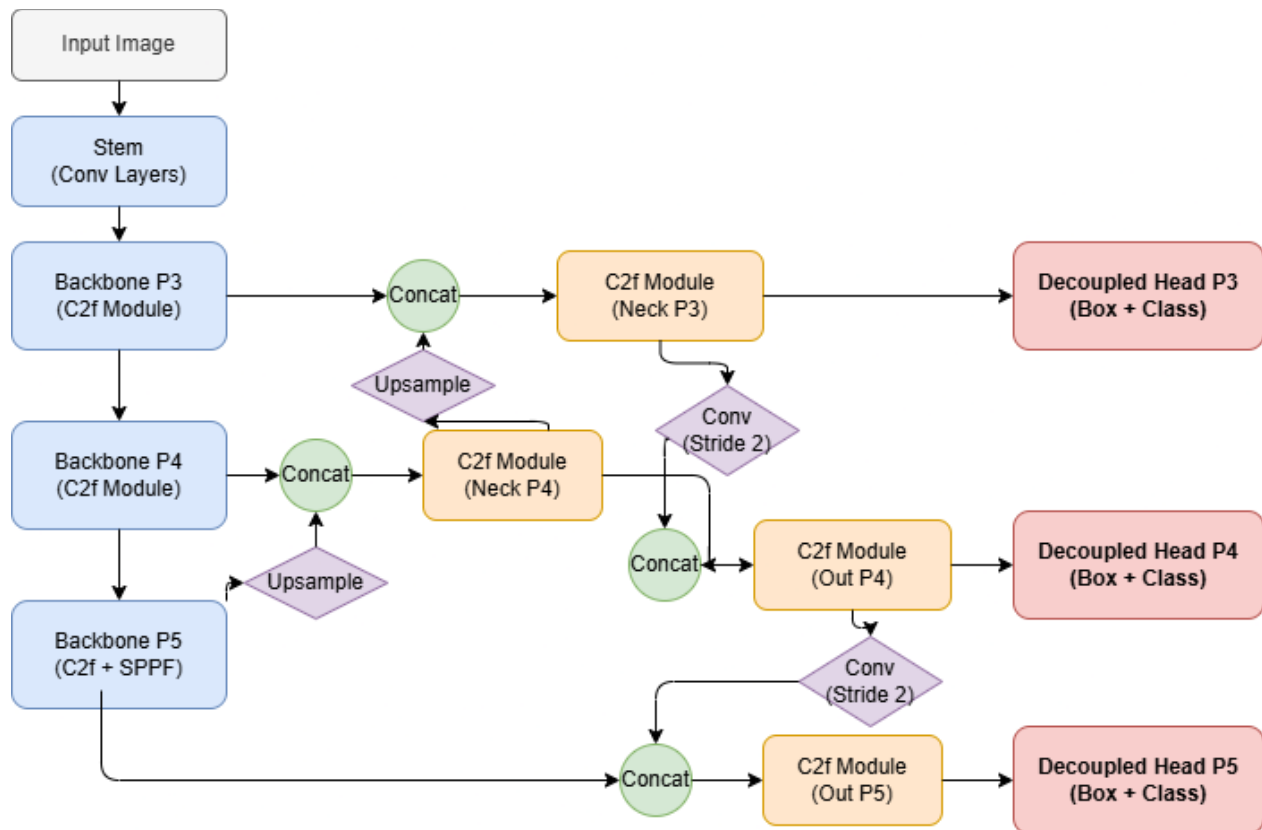 Input Image
Stem
(Conv Layers)
Backbone P3
(C2f Module)
Concat
C2f Module
(Neck P3)
Decoupled Head P3
(Box + Class)
Upsample
Conv
(Stride 2)
Backbone P4
(C2f Module)
Concat
C2f Module
(Neck P4)
Upsample
Concat
C2f Module
(Out P4)
Decoupled Head P4
(Box + Class)
Backbone P5
(C2f + SPPF)
Conv
(Stride 2)
Concat
C2f Module
(Out P5)
Decoupled Head P5
(Box + Class)